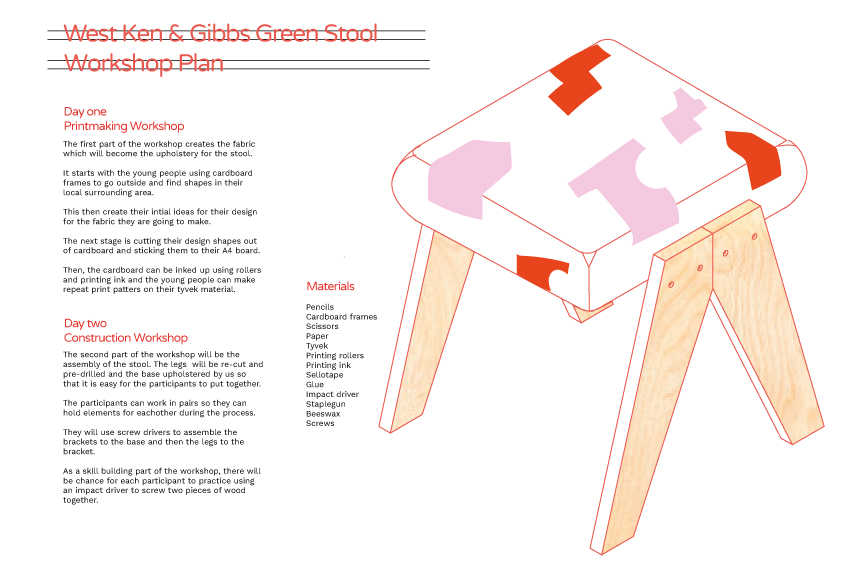 West Ken & Gibbs Green Stool
Workshop Plan
Day one
Printmaking Workshop
The first part of the workshop creates the fabric
which will become the upholstery for the stool.
It starts with the young people using cardboard
frames to go outside and find shapes in their
local surrounding area.
This then create their intial ideas for their design
for the fabric they are going to make.
The next stage is cutting their design shapes out
of cardboard and sticking them to their A4 board.
Then, the cardboard can be inked up using rollers
and printing ink and the young people can make
repeat print patters on their tyvek material.
Day two
Construction Workshop
The second part of the workshop will be the
assembly of the stool. The legs  will be re-cut and
pre-drilled and the base upholstered by us so
that it is easy for the participants to put together.
The participants can work in pairs so they can
hold elements for eachother during the process.
They will use screw drivers to assemble the
brackets to the base and then the legs to the
bracket.
As a skill building part of the workshop, there will
be chance for each participant to practice using
an impact driver to screw two pieces of wood
together.
Materials
Pencils
Cardboard frames
Scissors
Paper
Tyvek
Printing rollers
Printing ink
Sellotape
Glue
Impact driver
Staplegun
Beeswax
Screws